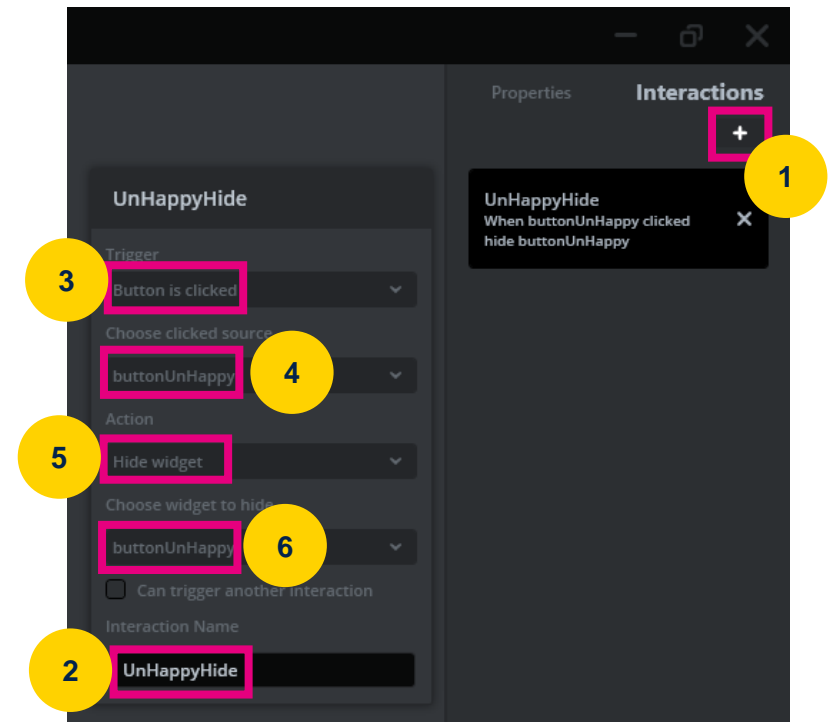 Properties
Interactions
+
1
UnHappyHide
Trigger
3
Button is clicked
Choose clicked source
buttonUnHappy
4
Action
5
Hide widget
Choose widget to hide
buttonUnHappy
6
Can trigger another interaction
Interaction Name
2
UnHappyHide
UnHappyHide
When buttonUnHappy clicked
hide buttonUnHappy